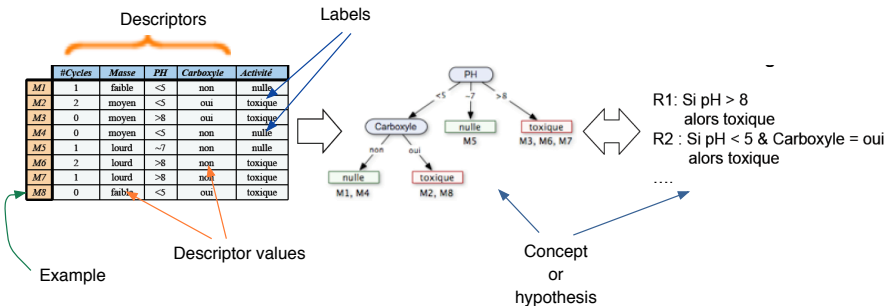 Descriptors
Labels
#Cycles Masse PH Carboxyle Activité
M1 1 faible <5 non nulle
M2 2 moyen <5 oui toxique
M3 0 moyen >8 oui toxique
M4 0 moyen <5 non nulle
M5 1 lourd ~7 non nulle
M6 2 lourd >8 non toxique
M7 1 lourd >8 non toxique
M8 0 faible <5 oui toxique
Example
Descriptor values
PH
<5 ~7 >8
Carboxyle
nulle
toxique
M5
M3, M6, M7
non oui
nulle
toxique
M1, M4
M2, M8
R1: Si pH > 8
alors toxique
R2 : Si pH < 5 & Carboxyle = oui
alors toxique
....
Concept
or
hypothesis